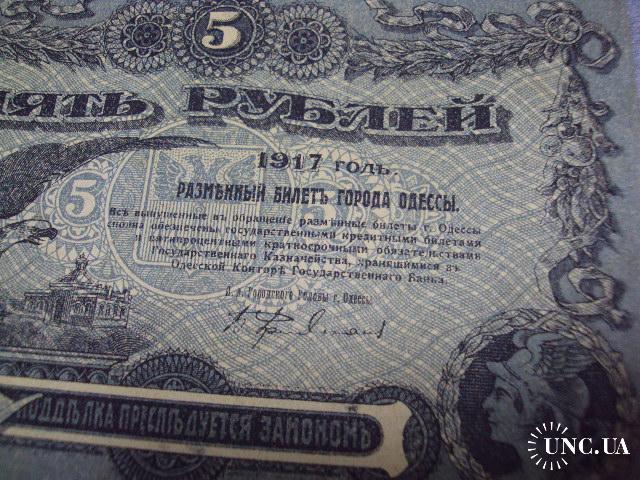 5
ПЯТЬ РУБЛЕЙ
1917 годъ.
РАЗМѢННЫЙ БИЛЕТЪ ГОРОДА ОДЕССЫ.
5
Всѣ выпущенные въ обращение размѣнные билеты г. Одессы
сполна обезпечены государственными кредитными билетами
и пятипроцентными краткосрочными обязательствами
Государственнаго Казначейства, хранящимися въ
Одесской Конторѣ Государственнаго Банка.
Городского Головы г. Одессы
ПОДДѢЛКА ПРЕСЛѢДУЕТСЯ ЗАКОНОМЪ
UNC.UA